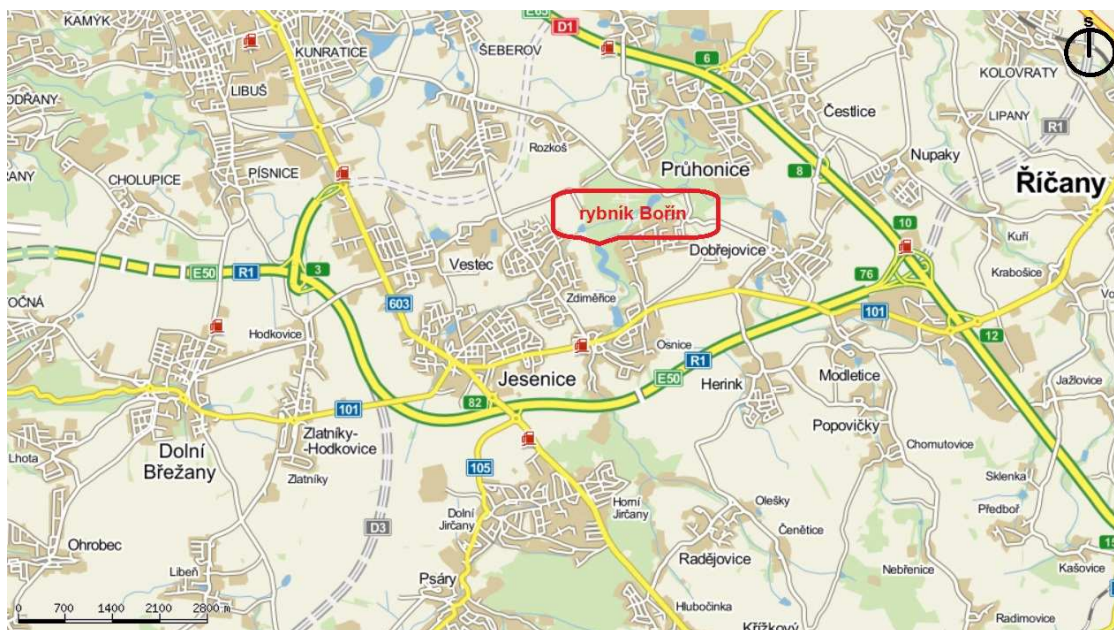 KAMÝK
E65
D1
S
KUNRATICE
ŠEBEROV
6
KOLOVRATY
LIBUŠ
ODŘANY
Čestlice
LIPANY
R1
Rozkoš
Nupaky
Průhonice
8
CHOLUPICE
PÍSNICE
Říčany
rybník Bořín
10
Kuří
Dobřejovice
Vestec
76
Krabošice
E50
R1
3
TOČNÁ
603
Zdiměřice
101
Hodkovice
12
Osnice
R1
E50
Jesenice
Herink
Modletice
Jažlovice
82
101
Popovičky
Zlatníky-
-Hodkovice
Chomutovice
Dolní
Břežany
Lhota
Zlatníky
105
Sklenka
Olešky
Horní
Jirčany
Dolní
Jirčany
Předboř
D3
Čenětice
15
Ohrobec
Radějovice
Libeň
Nebřenice
Kašovice
Psáry
Hlubočinka
0 700 1400 2100 2800 m
Křížkový
Radimovice